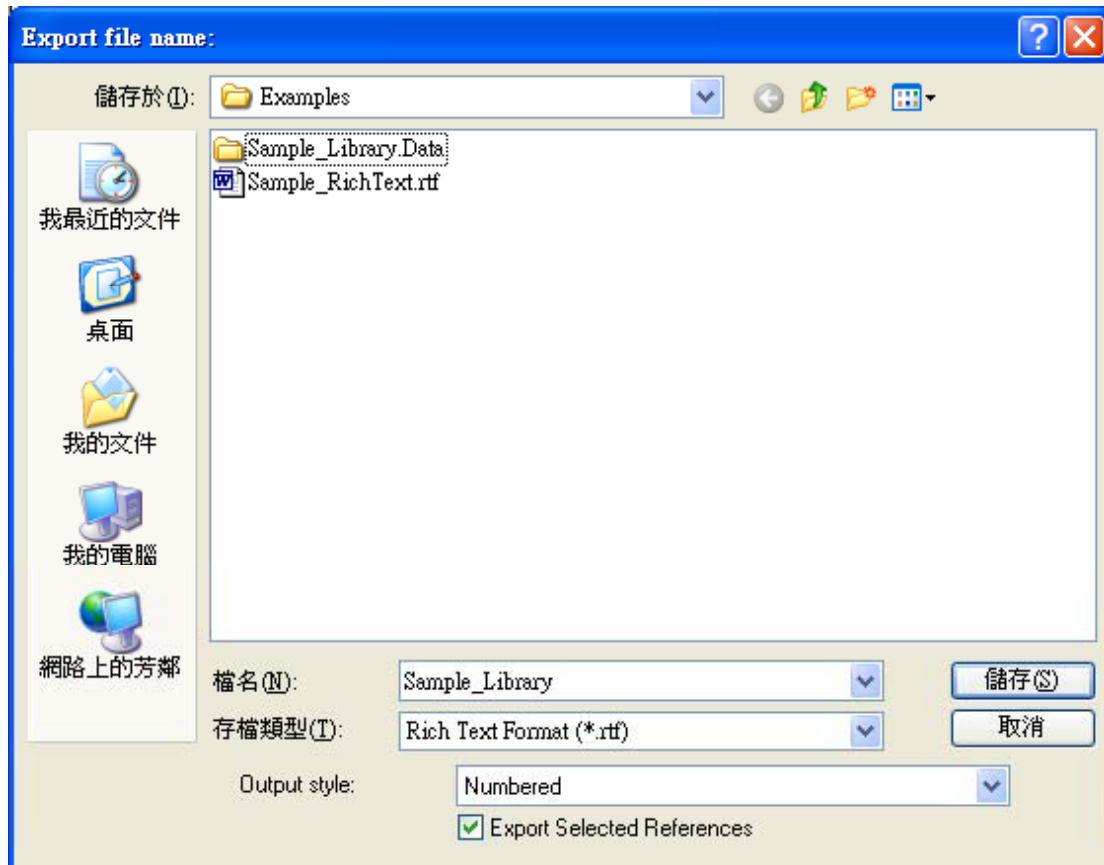 Export file name:
儲存於(I):
Examples
Sample_Library.Data
Sample_RichText.rtf
我最近的文件
桌面
我的文件
我的電腦
網路上的芳鄰
檔名(N):
Sample_Library
儲存(S)
存檔類型(T):
Rich Text Format (*.rtf)
取消
Output style:
Numbered
Export Selected References